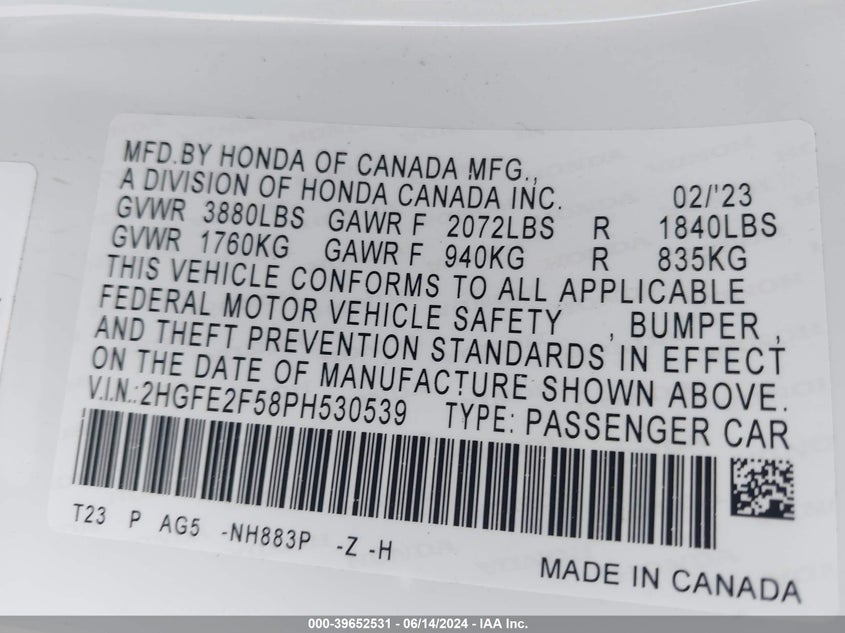 MFD.BY HONDA OF CANADA MFG.,
A DIVISION OF HONDA CANADA INC. 02/'23
GVWR 3880LBS GAWR F 2072LBS R 1840LBS
GVWR 1760KG GAWR F 940KG R 835KG
THIS VEHICLE CONFORMS TO ALL APPLICABLE
FEDERAL MOTOR VEHICLE SAFETY , BUMPER ,
AND THEFT PREVENTION STANDARDS IN EFFECT
ON THE DATE OF MANUFACTURE SHOWN ABOVE.
V.I.N.:2HGFE2F58PH530539 TYPE: PASSENGER CAR
T23 P AG5 -NH883P -Z -H
MADE IN CANADA
000-39652531 - 06/14/2024 - IAA Inc.